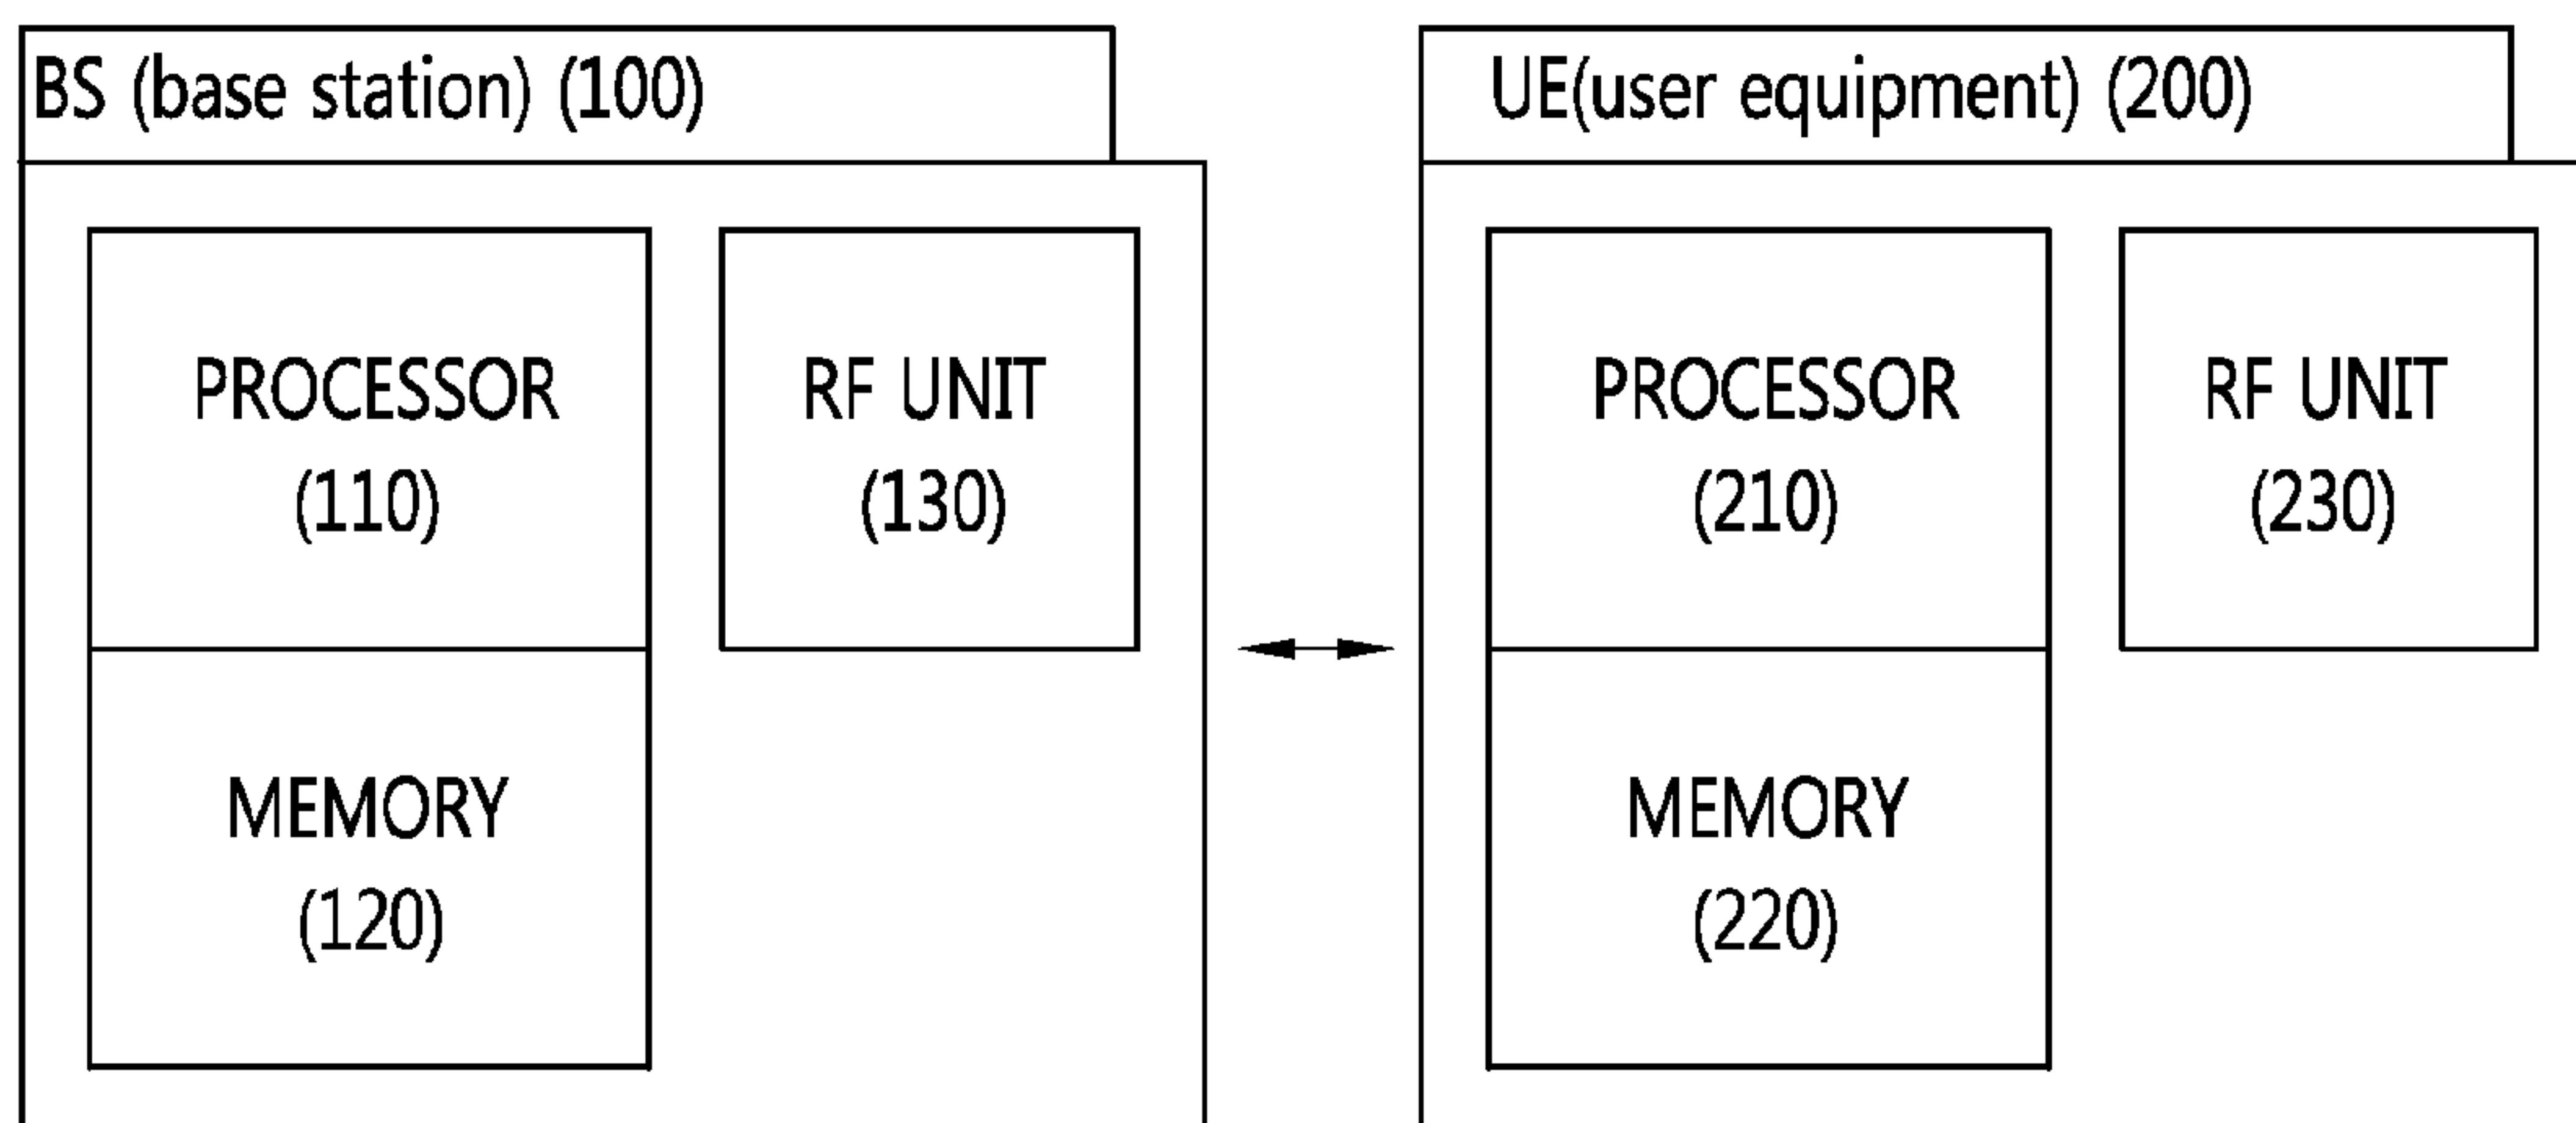 BS (base station) (100)
PROCESSOR
(110)
RF UNIT
(130)
MEMORY
(120)
UE(user equipment) (200)
PROCESSOR
(210)
RF UNIT
(230)
MEMORY
(220)